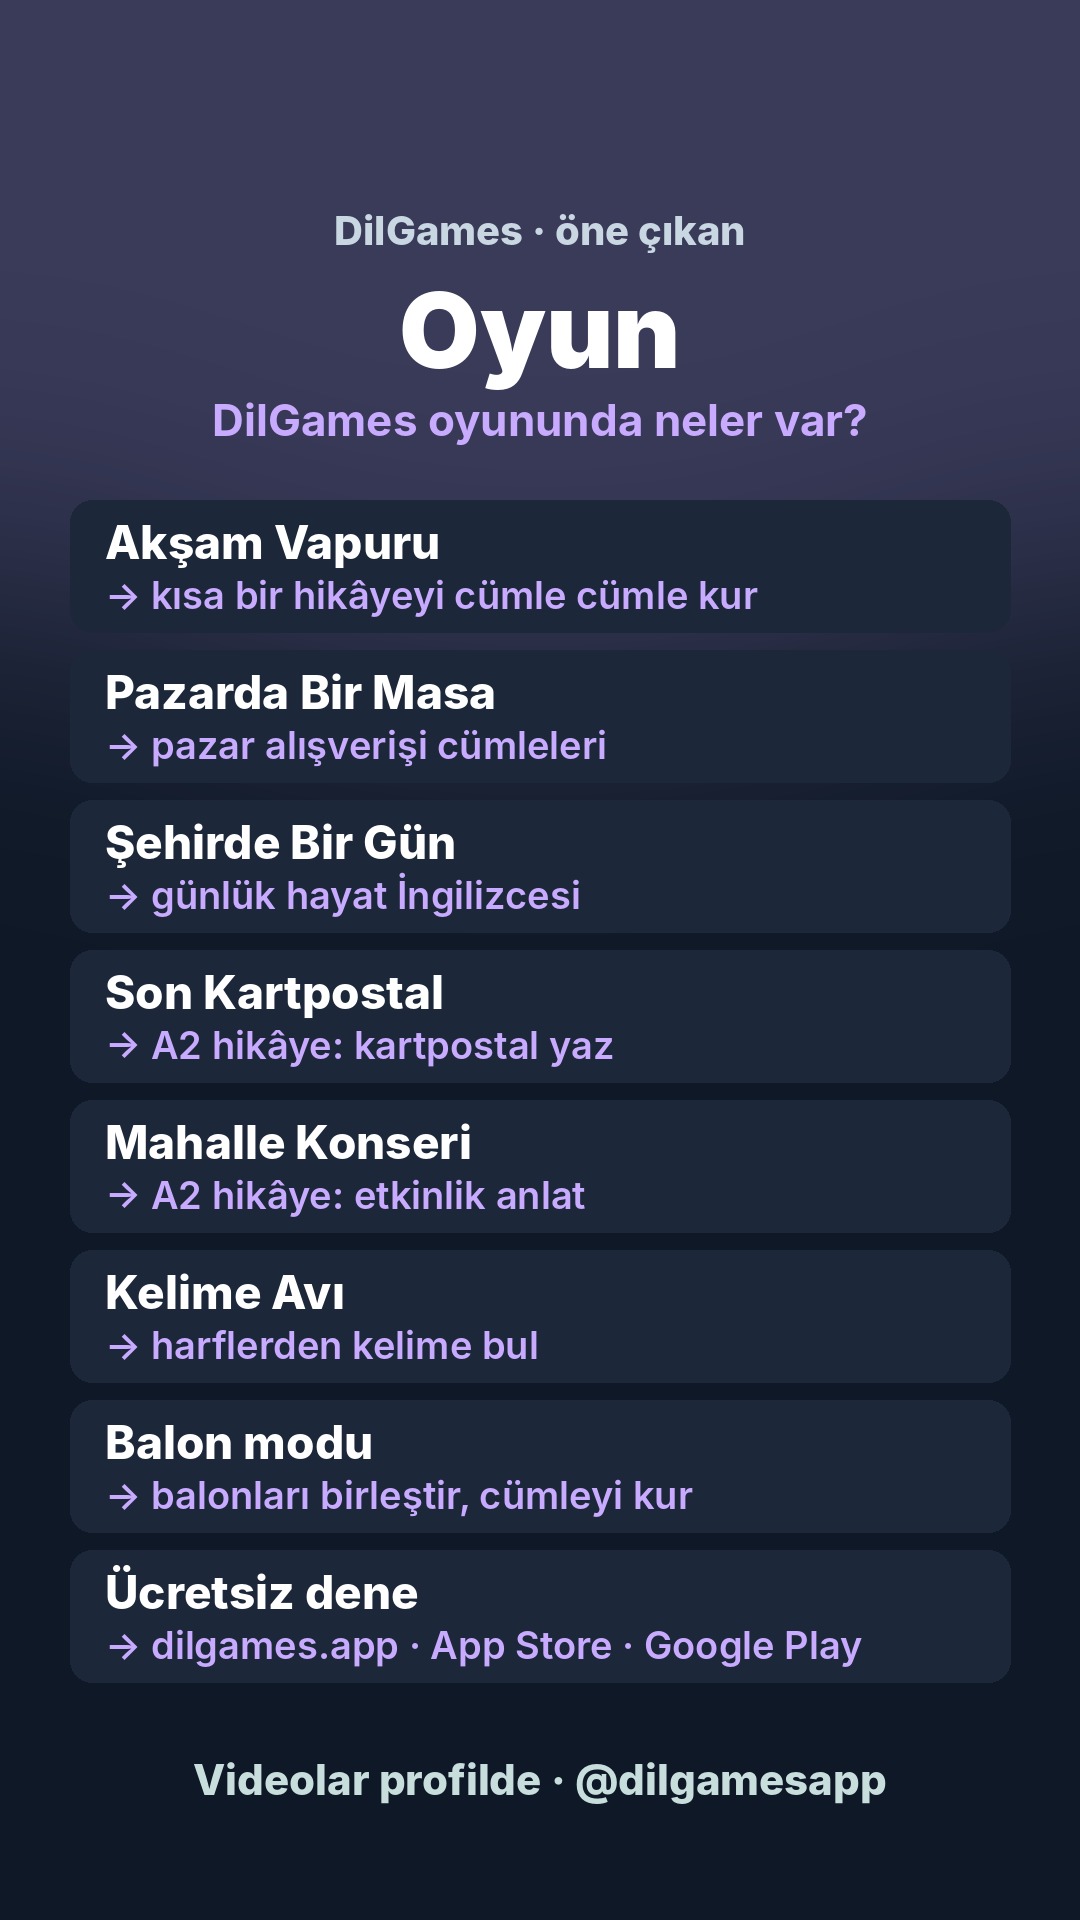 DilGames · öne çıkan
Oyun
DilGames oyununda neler var?
Akşam Vapuru
→ kısa bir hikâyeyi cümle cümle kur
Pazarda Bir Masa
→ pazar alışverişi cümleleri
Şehirde Bir Gün
→ günlük hayat İngilizcesi
Son Kartpostal
→ A2 hikâye: kartpostal yaz
Mahalle Konseri
→ A2 hikâye: etkinlik anlat
Kelime Avı
→ harflerden kelime bul
Balon modu
→ balonları birleştir, cümleyi kur
Ücretsiz dene
→ dilgames.app · App Store · Google Play
Videolar profilde · @dilgamesapp